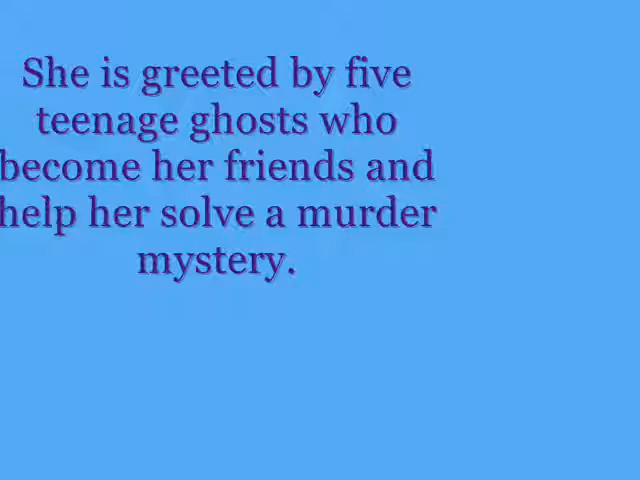 She is greeted by five
teenage ghosts who
become her friends and
help her solve a murder
mystery.